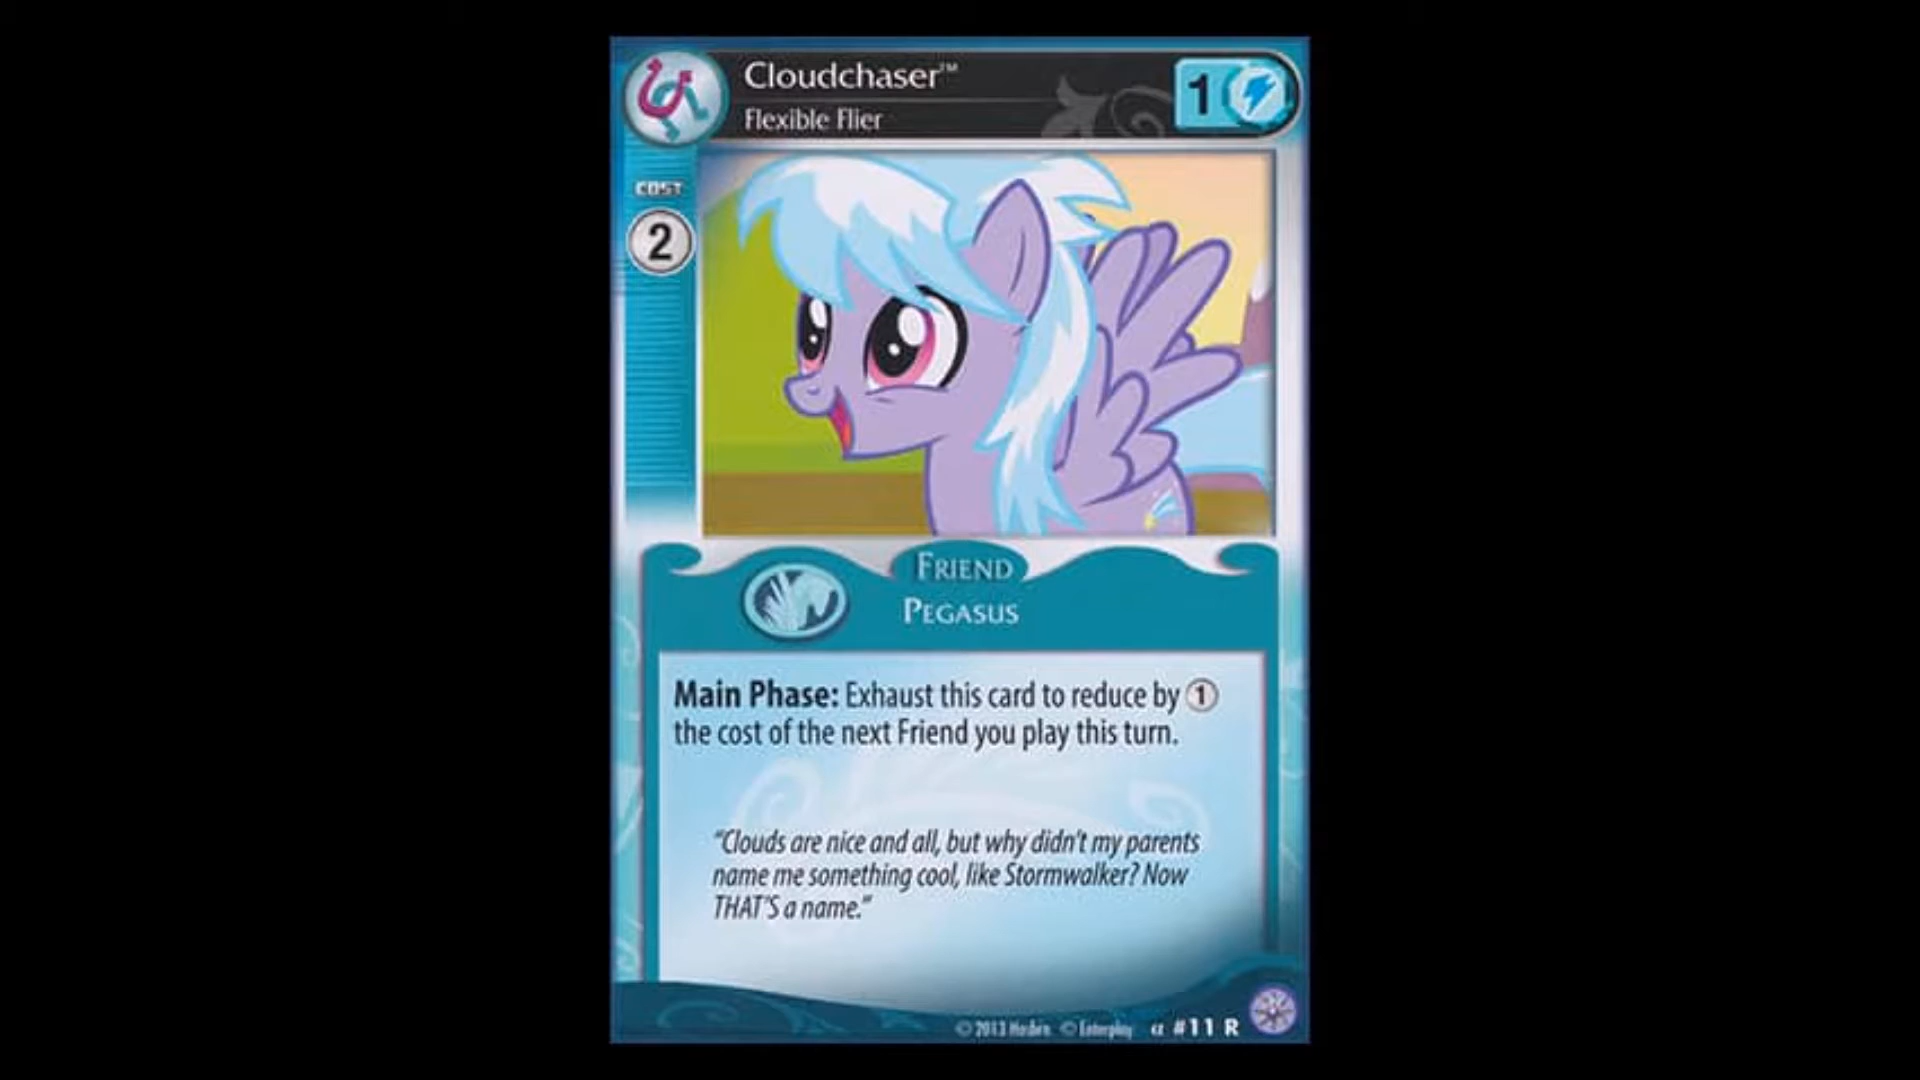 Cloudchaser™
1
Flexible Flier
COST
2
FRIEND
PEGASUS
Main Phase: Exhaust this card to reduce by 1
the cost of the next Friend you play this turn.
“Clouds are nice and all, but why didn’t my parents
name me something cool, like Stormwalker? Now
THAT’S a name.”
© 2013 Hasbro. © Enterplay α #11 R